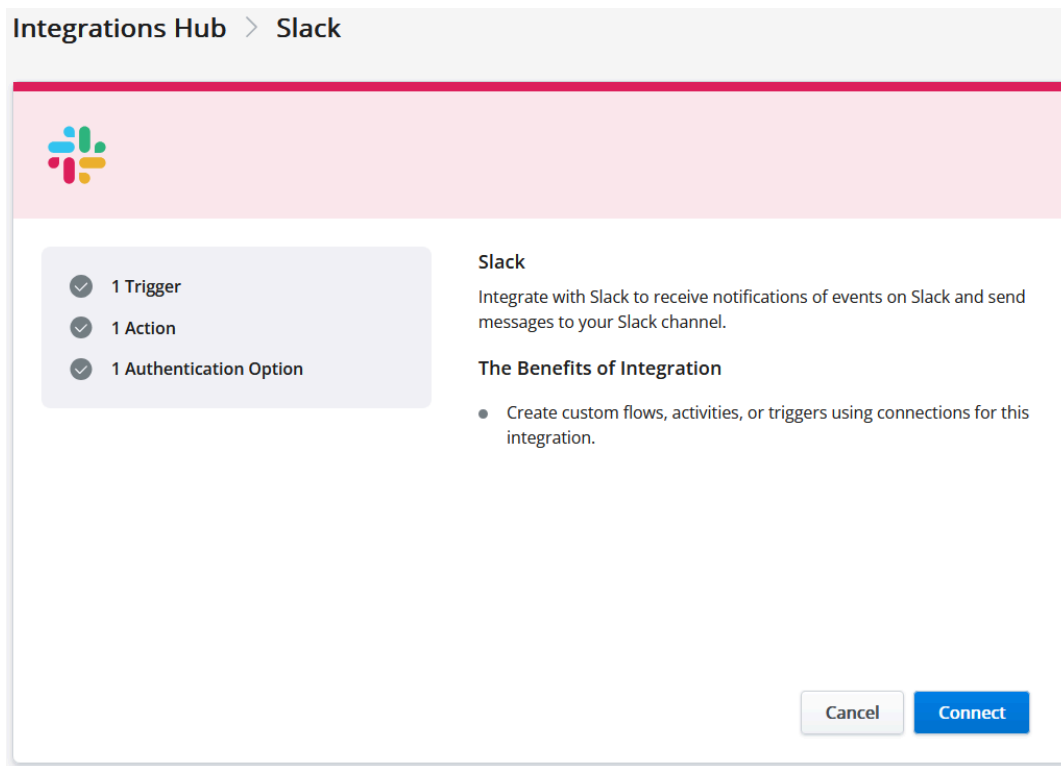 Integrations Hub > Slack
1 Trigger
1 Action
1 Authentication Option
Slack
Integrate with Slack to receive notifications of events on Slack and send
messages to your Slack channel.
The Benefits of Integration
Create custom flows, activities, or triggers using connections for this
integration.
Cancel
Connect